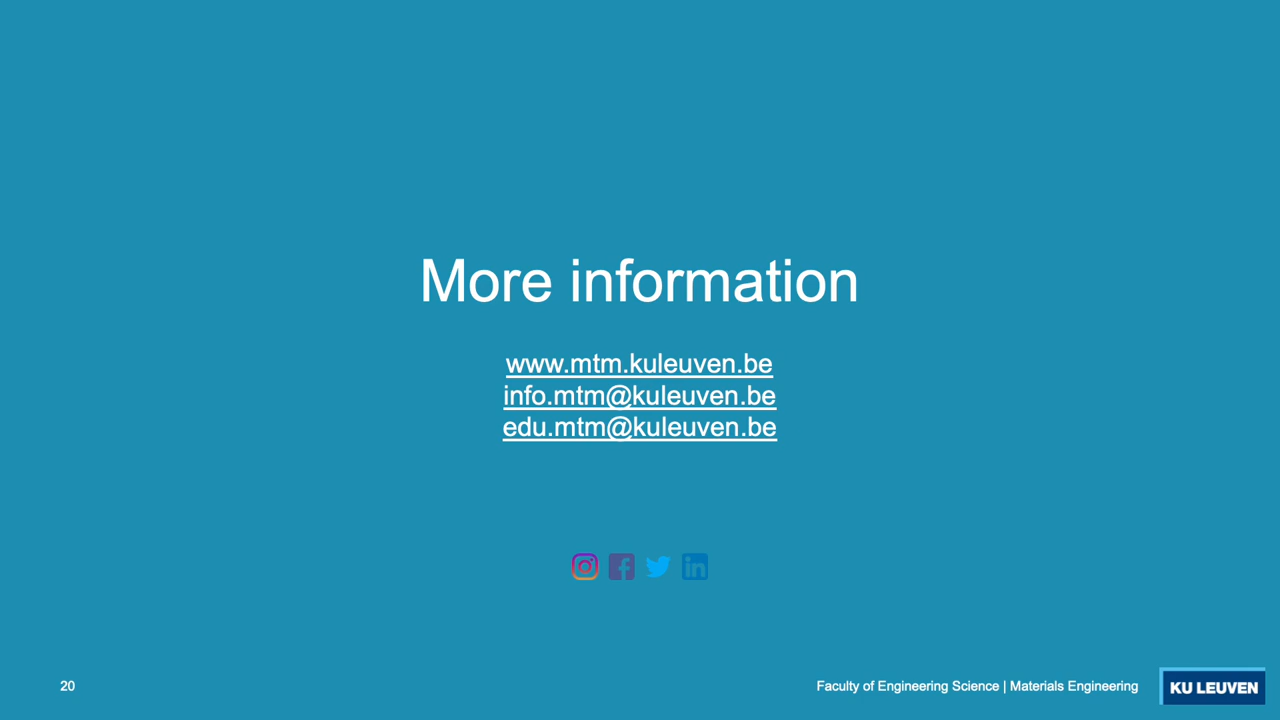 More information
www.mtm.kuleuven.be
info.mtm@kuleuven.be
edu.mtm@kuleuven.be
20
Faculty of Engineering Science | Materials Engineering
KU LEUVEN